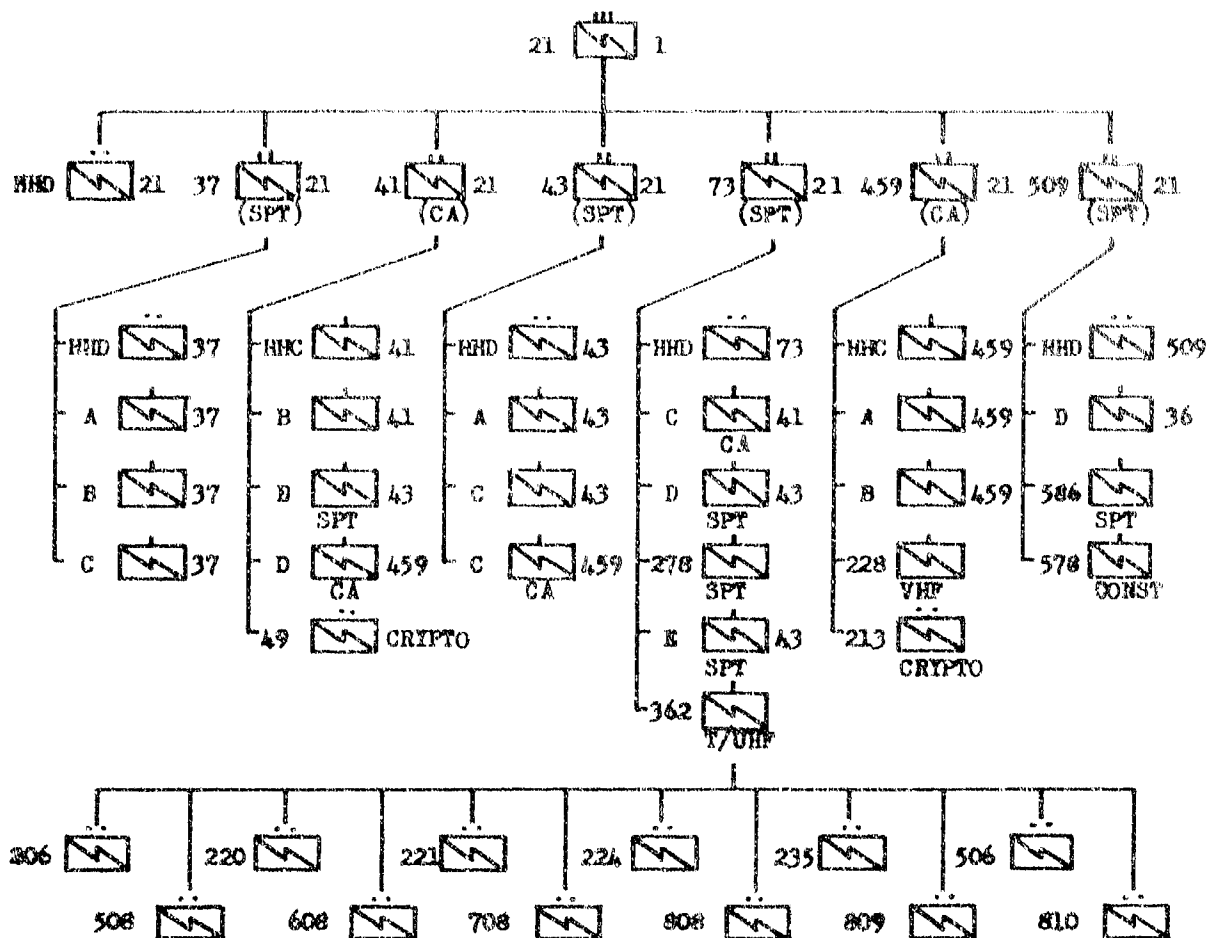 21 1
HHD 21 37 21 41 21 43 21 73 21 459 21 509 21
(SPT) (CA) (SPT) (SPT) (CA) (SPT)
HHD 37 HHC 41 HHD 43 HHD 73 HHC 459 HHD 509
A 37 B 41 A 43 C 41 A 459 D 36
CA
B 37 43 C 43 D 43 B 459 586
SPT SPT SPT
C 37 D 459 C 459 278 228 578
CA CA SPT VHF CONST
49 CRYPTO E 43 213 CRYPTO
SPT
362
T/UHF
206 220 221 224 235 506
508 608 708 808 809 810